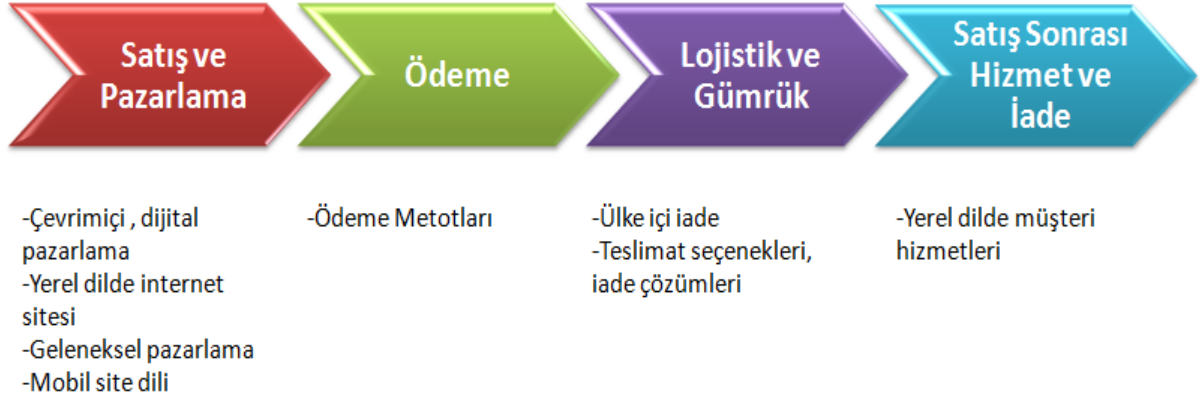 Satış ve
Pazarlama
Ödeme
Lojistik ve
Gümrük
Satış Sonrası
Hizmet ve
İade
-Çevrimiçi , dijital
pazarlama
-Yerel dilde internet
sitesi
-Geleneksel pazarlama
-Mobil site dili
-Ödeme Metotları
-Ülke içi iade
-Teslimat seçenekleri,
iade çözümleri
-Yerel dilde müşteri
hizmetleri